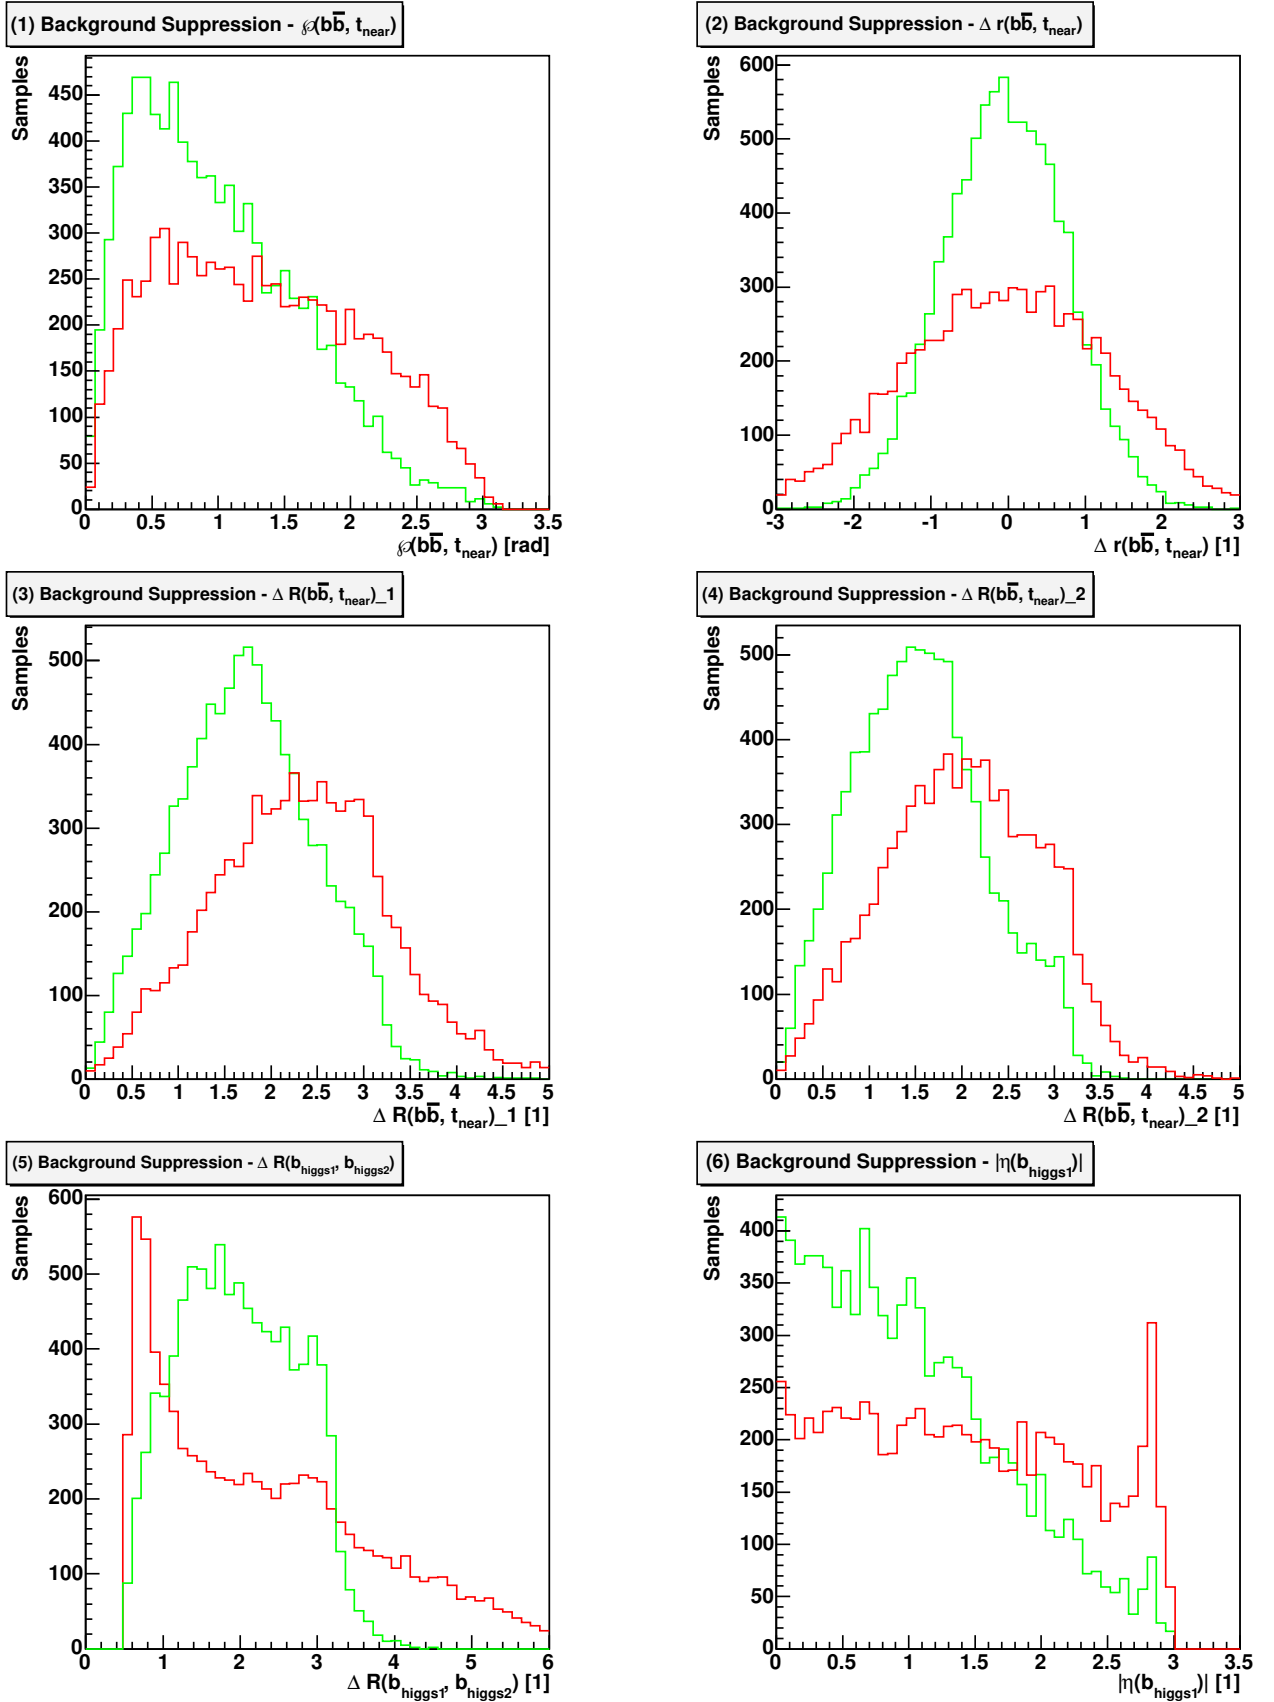 (1) Background Suppression - ℘(bb̅, t_near)
Samples
450
400
350
300
250
200
150
100
50
0
0 0.5 1 1.5 2 2.5 3 3.5
℘(bb̅, t_near) [rad]
(2) Background Suppression - Δ r(bb̅, t_near)
Samples
600
500
400
300
200
100
0
-3 -2 -1 0 1 2 3
Δ r(bb̅, t_near) [1]
(3) Background Suppression - Δ R(bb̅, t_near)_1
Samples
500
400
300
200
100
0
0 0.5 1 1.5 2 2.5 3 3.5 4 4.5 5
Δ R(bb̅, t_near)_1 [1]
(4) Background Suppression - Δ R(bb̅, t_near)_2
Samples
500
400
300
200
100
0
0 0.5 1 1.5 2 2.5 3 3.5 4 4.5 5
Δ R(bb̅, t_near)_2 [1]
(5) Background Suppression - Δ R(b_higgs1, b_higgs2)
Samples
600
500
400
300
200
100
0
0 1 2 3 4 5 6
Δ R(b_higgs1, b_higgs2) [1]
(6) Background Suppression - |η(b_higgs1)|
Samples
400
350
300
250
200
150
100
50
0
0 0.5 1 1.5 2 2.5 3 3.5
|η(b_higgs1)| [1]